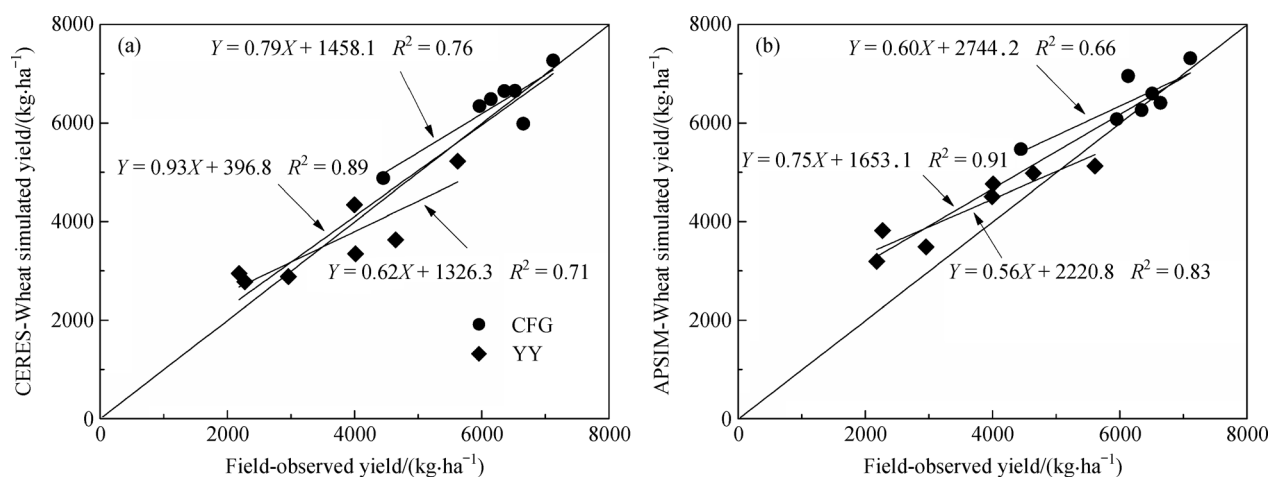 (a)
Y = 0.79X + 1458.1 R² = 0.76
Y = 0.93X + 396.8 R² = 0.89
Y = 0.62X + 1326.3 R² = 0.71
CFG
YY
CERES-Wheat simulated yield/(kg·ha⁻¹)
8000
6000
4000
2000
0
0 2000 4000 6000 8000
Field-observed yield/(kg·ha⁻¹)
(b)
Y = 0.60X + 2744.2 R² = 0.66
Y = 0.75X + 1653.1 R² = 0.91
Y = 0.56X + 2220.8 R² = 0.83
APSIM-Wheat simulated yield/(kg·ha⁻¹)
8000
6000
4000
2000
0
0 2000 4000 6000 8000
Field-observed yield/(kg·ha⁻¹)